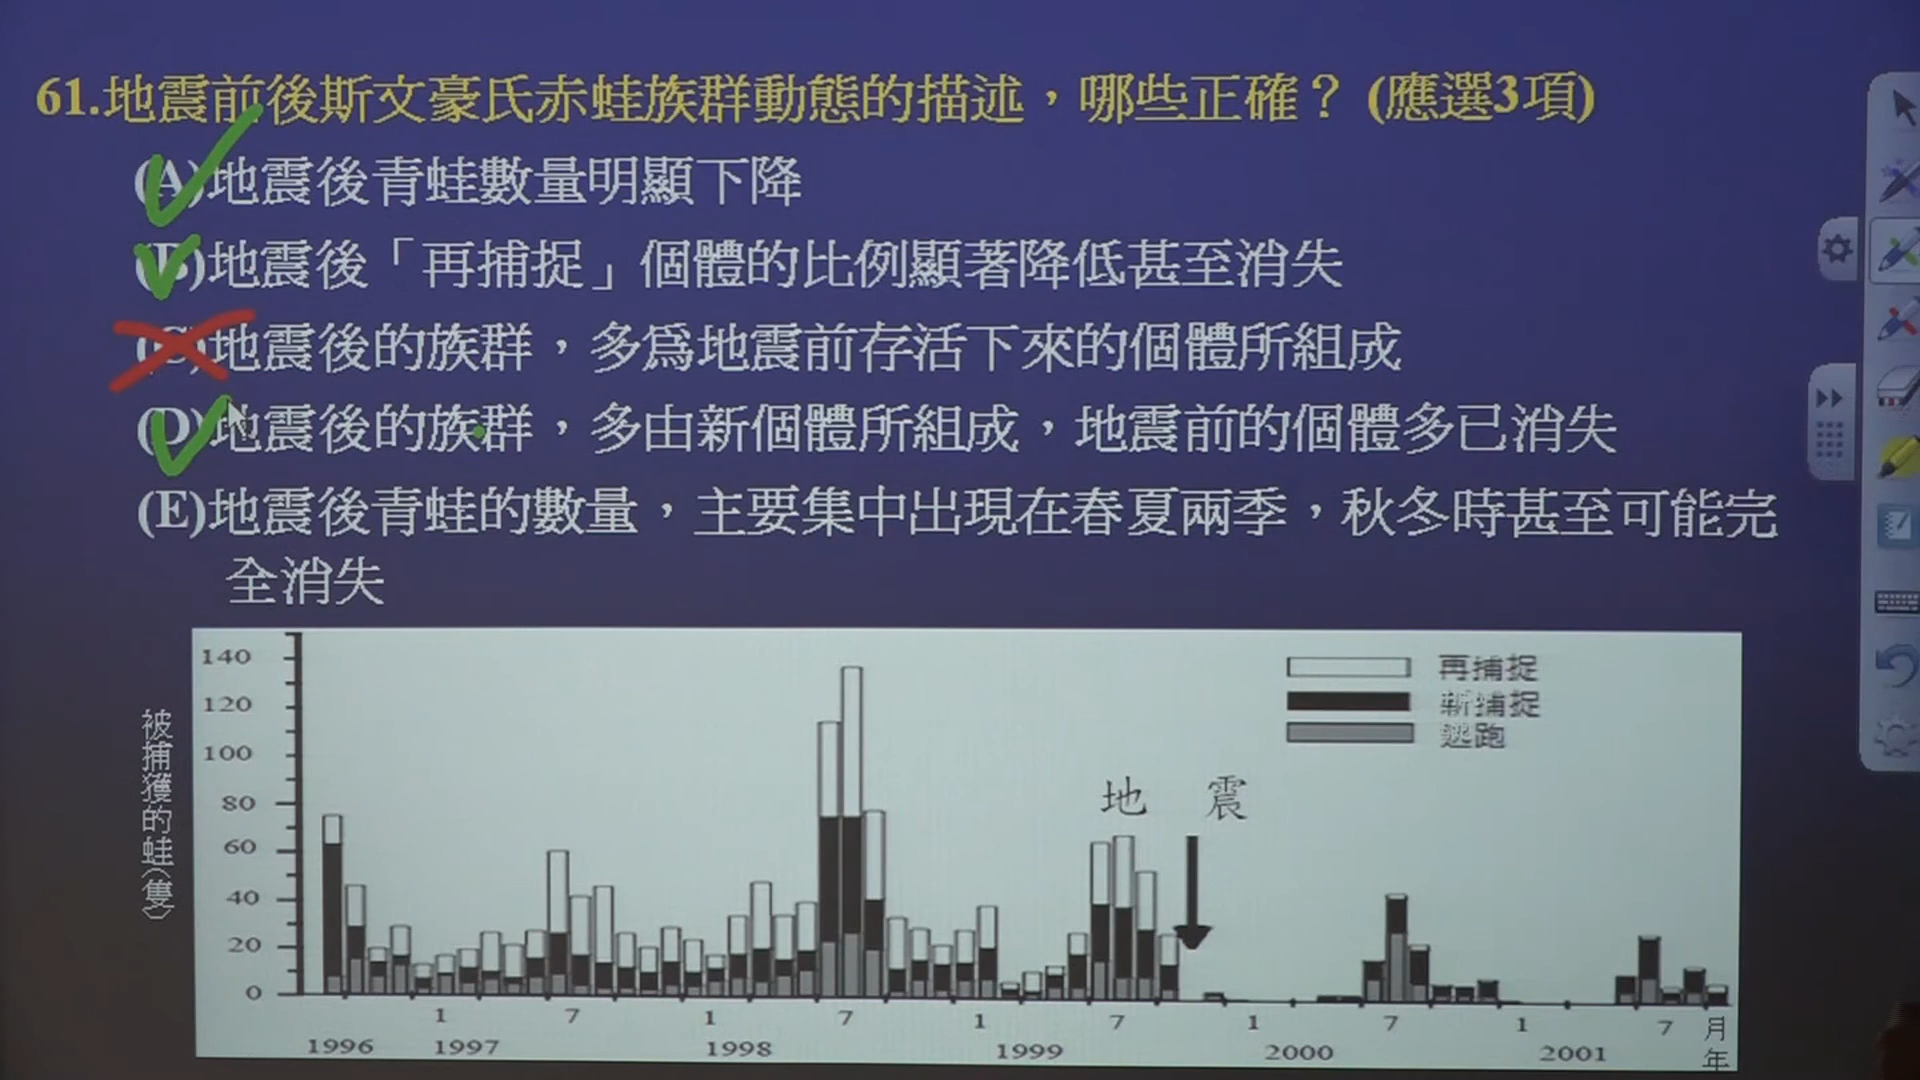 61.地震前後斯文豪氏赤蛙族群動態的描述，哪些正確？(應選3項)
(A)地震後青蛙數量明顯下降
(B)地震後「再捕捉」個體的比例顯著降低甚至消失
(C)地震後的族群，多為地震前存活下來的個體所組成
(D)地震後的族群，多由新個體所組成，地震前的個體多已消失
(E)地震後青蛙的數量，主要集中出現在春夏兩季，秋冬時甚至可能完
全消失
被捕獲的蛙(隻)
140
120
100
80
60
40
20
0
再捕捉
新捕捉
逃跑
地 震
1 7 1 7 1 7 1 7 1 7 月
1996 1997 1998 1999 2000 2001 年